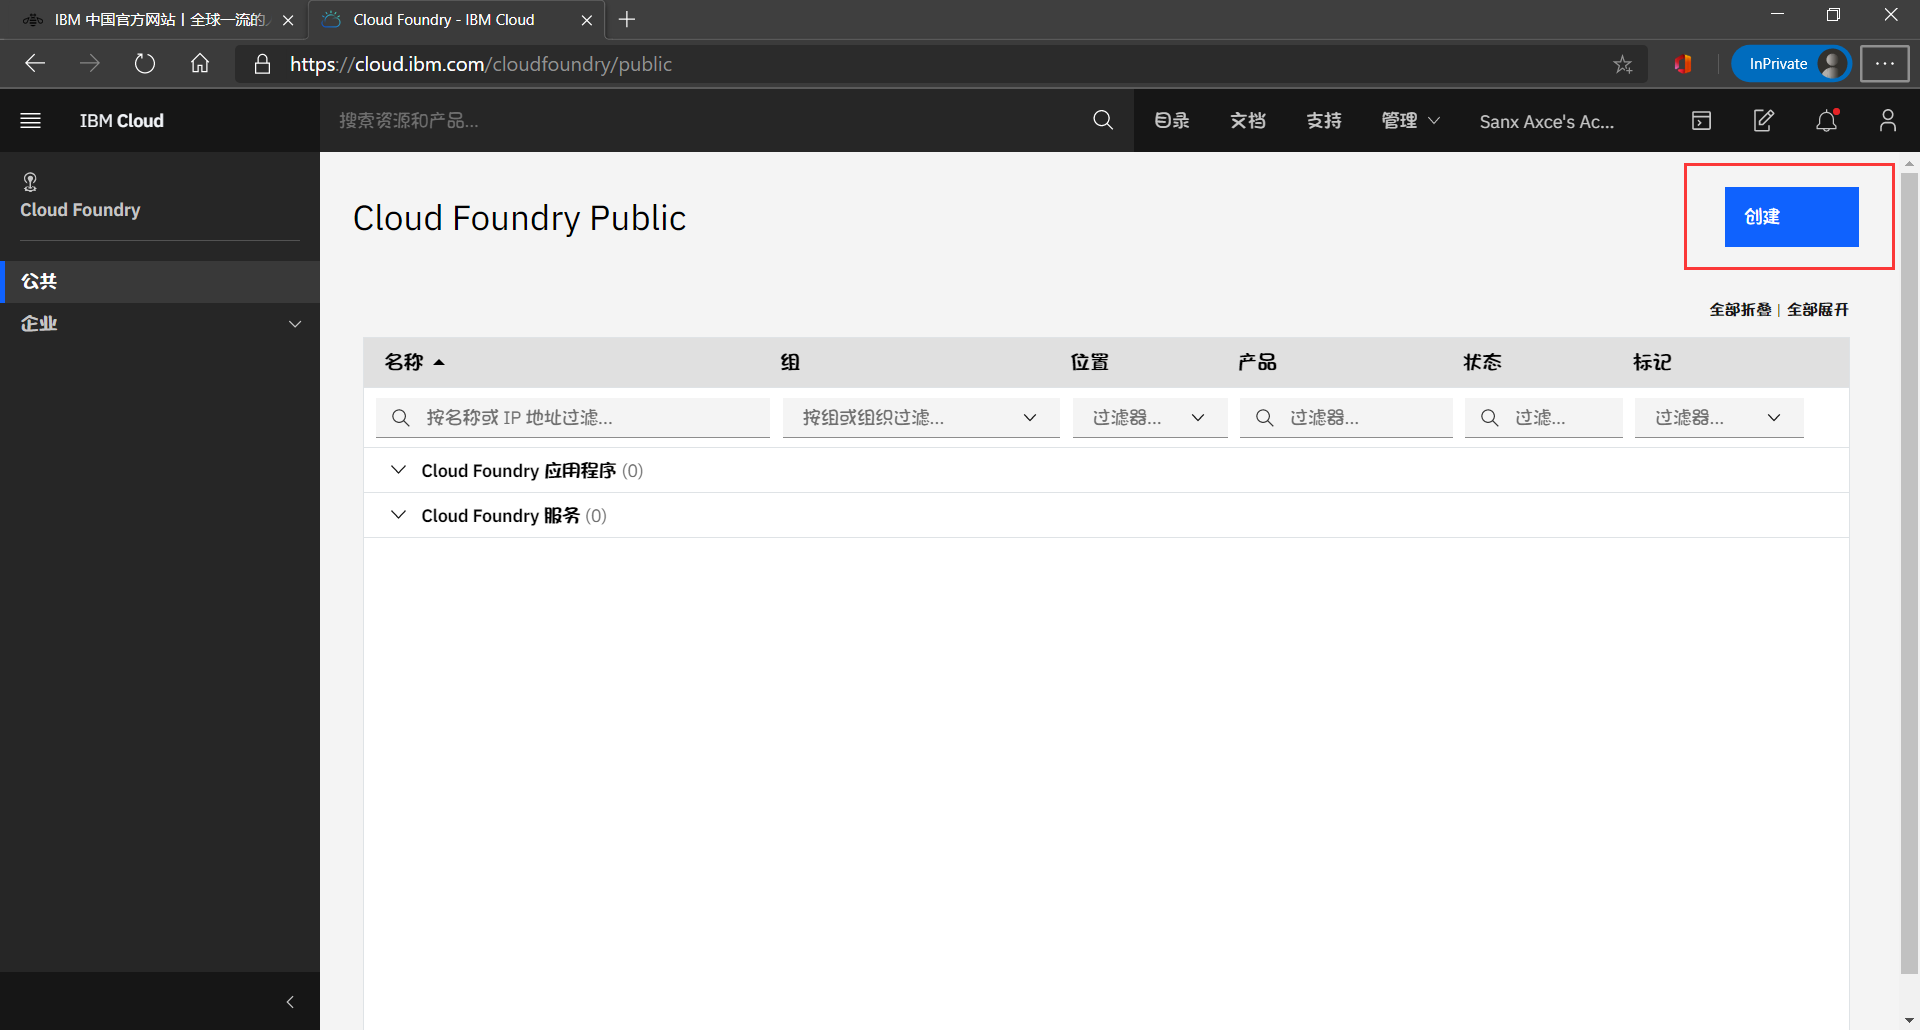 IBM 中国官方网站 | 全球一流的
Cloud Foundry - IBM Cloud
https://cloud.ibm.com/cloudfoundry/public
InPrivate
IBM Cloud
搜索资源和产品...
目录
文档
支持
管理
Sanx Axce's Ac...
Cloud Foundry
公共
企业
Cloud Foundry Public
创建
全部折叠 | 全部展开
名称
组
位置
产品
状态
标记
按名称或 IP 地址过滤...
按组或组织过滤...
过滤器...
过滤器...
过滤...
过滤器...
Cloud Foundry 应用程序 (0)
Cloud Foundry 服务 (0)